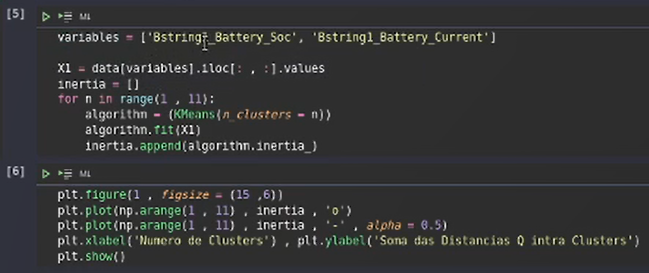 [5]
M↓
variables = ['Bstring1_Battery_Soc', 'Bstring1_Battery_Current']
X1 = data[variables].iloc[: , :].values
inertia = []
for n in range(1 , 11):
    algorithm = (KMeans(n_clusters = n))
    algorithm.fit(X1)
    inertia.append(algorithm.inertia_)
[6]
M↓
plt.figure(1 , figsize = (15 ,6))
plt.plot(np.arange(1 , 11) , inertia , 'o')
plt.plot(np.arange(1 , 11) , inertia , '-' , alpha = 0.5)
plt.xlabel('Numero de Clusters') , plt.ylabel('Soma das Distancias Q intra Clusters')
plt.show()